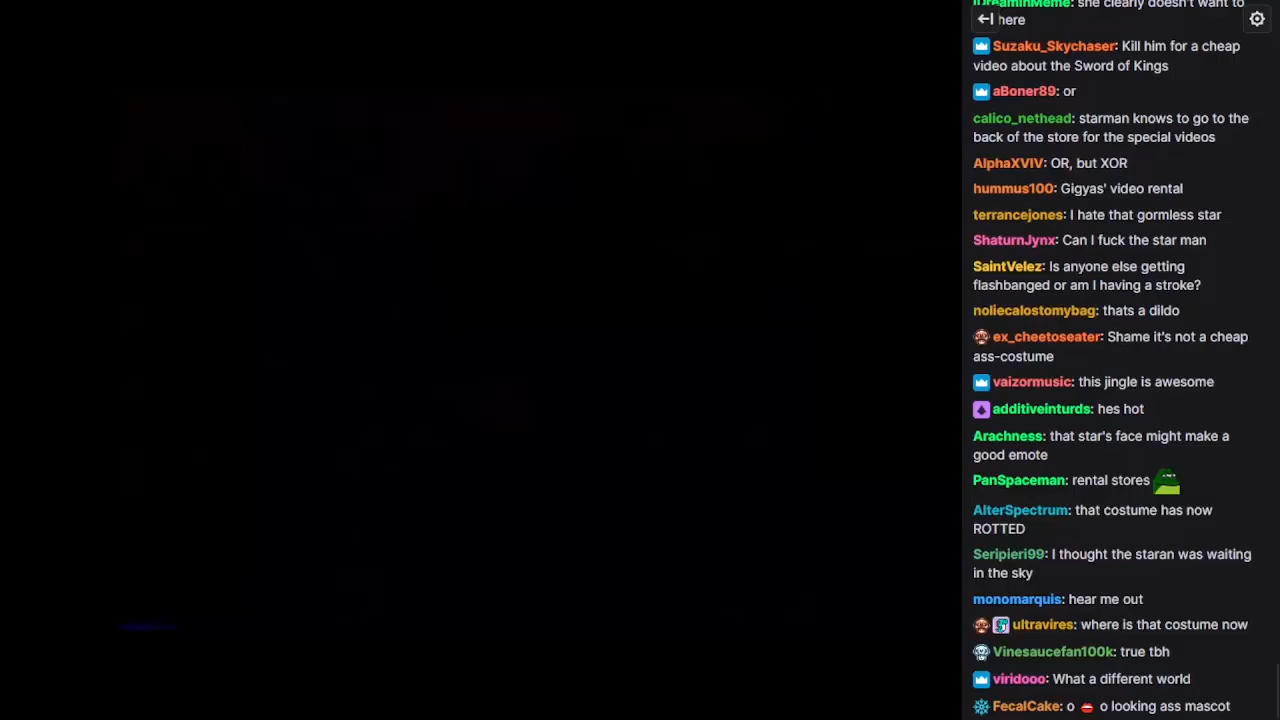 iDreaminMeme: she clearly doesn't want to
here
Suzaku_Skychaser: Kill him for a cheap
video about the Sword of Kings
aBoner89: or
calico_nethead: starman knows to go to the
back of the store for the special videos
AlphaXVIV: OR, but XOR
hummus100: Gigyas' video rental
terrancejones: I hate that gormless star
ShaturnJynx: Can I fuck the star man
SaintVelez: Is anyone else getting
flashbanged or am I having a stroke?
noliecalostomybag: thats a dildo
ex_cheetoseater: Shame it's not a cheap
ass-costume
vaizormusic: this jingle is awesome
additiveinturds: hes hot
Arachness: that star's face might make a
good emote
PanSpaceman: rental stores
AlterSpectrum: that costume has now
ROTTED
Seripieri99: I thought the staran was waiting
in the sky
monomarquis: hear me out
ultravires: where is that costume now
Vinesaucefan100k: true tbh
viridooo: What a different world
FecalCake: o o looking ass mascot